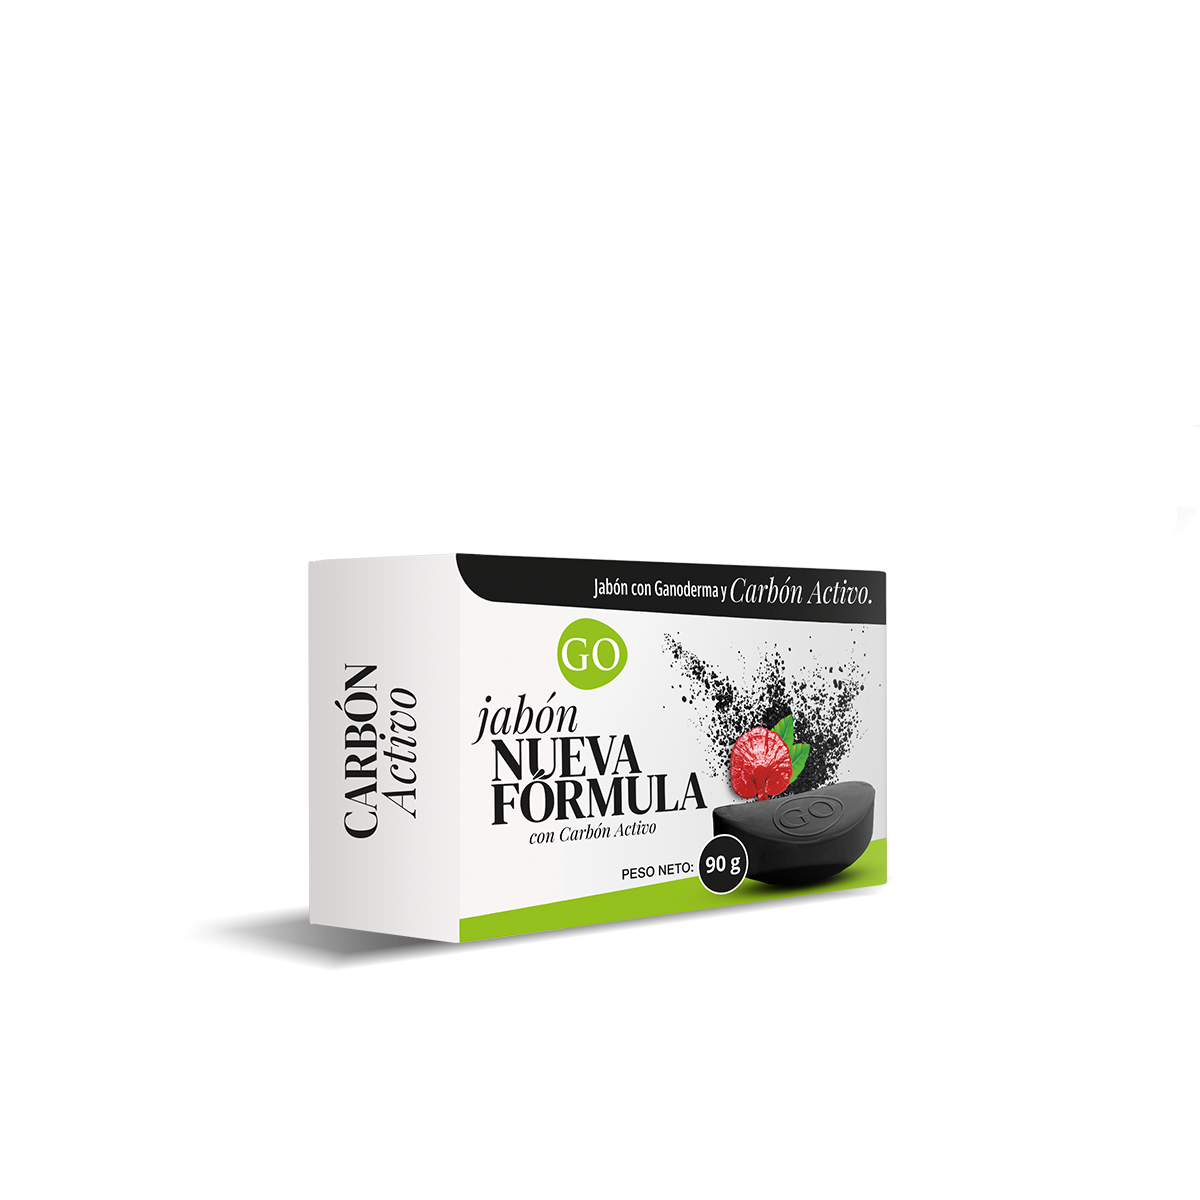 CARBÓN
Activo
Jabón con Ganoderma y Carbón Activo.
GO
jabón
NUEVA
FÓRMULA
con Carbón Activo
GO
PESO NETO: 90 g